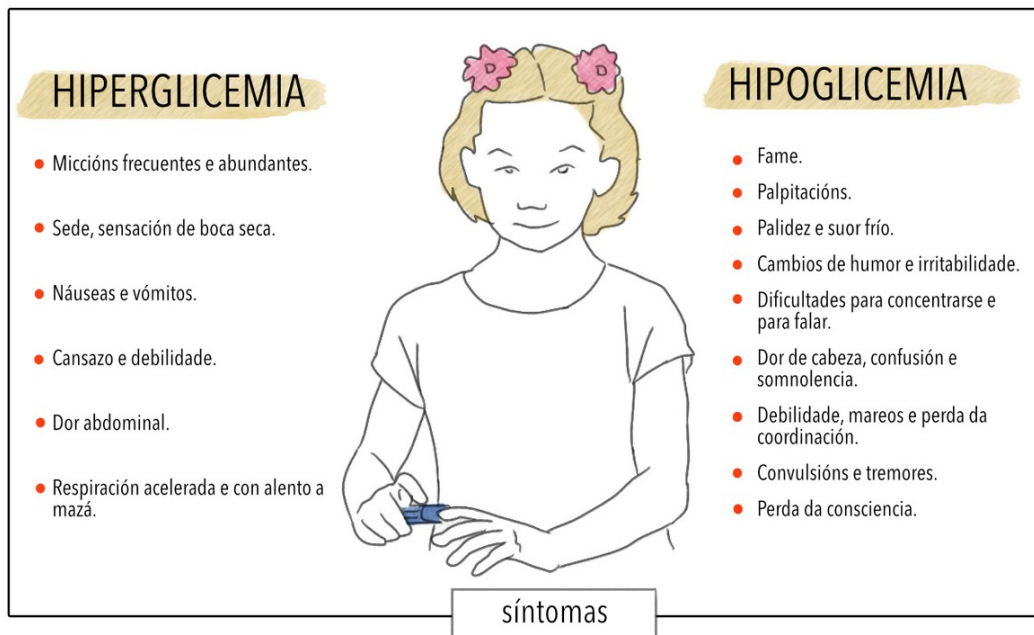 HIPERGLICEMIA
Miccións frecuentes e abundantes.
Sede, sensación de boca seca.
Náuseas e vómitos.
Cansazo e debilidade.
Dor abdominal.
Respiración acelerada e con alento a
mazá.
HIPOGLICEMIA
Fame.
Palpitacións.
Palidez e suor frío.
Cambios de humor e irritabilidade.
Dificultades para concentrarse e
para falar.
Dor de cabeza, confusión e
somnolencia.
Debilidade, mareos e perda da
coordinación.
Convulsións e tremores.
Perda da consciencia.
síntomas